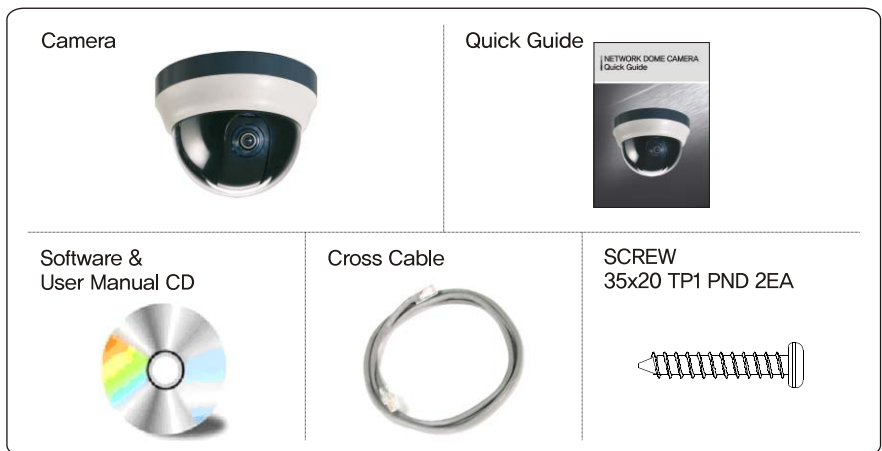 Camera
Quick Guide
NETWORK DOME CAMERA
Quick Guide
Software &
User Manual CD
Cross Cable
SCREW
35x20 TP1 PND 2EA